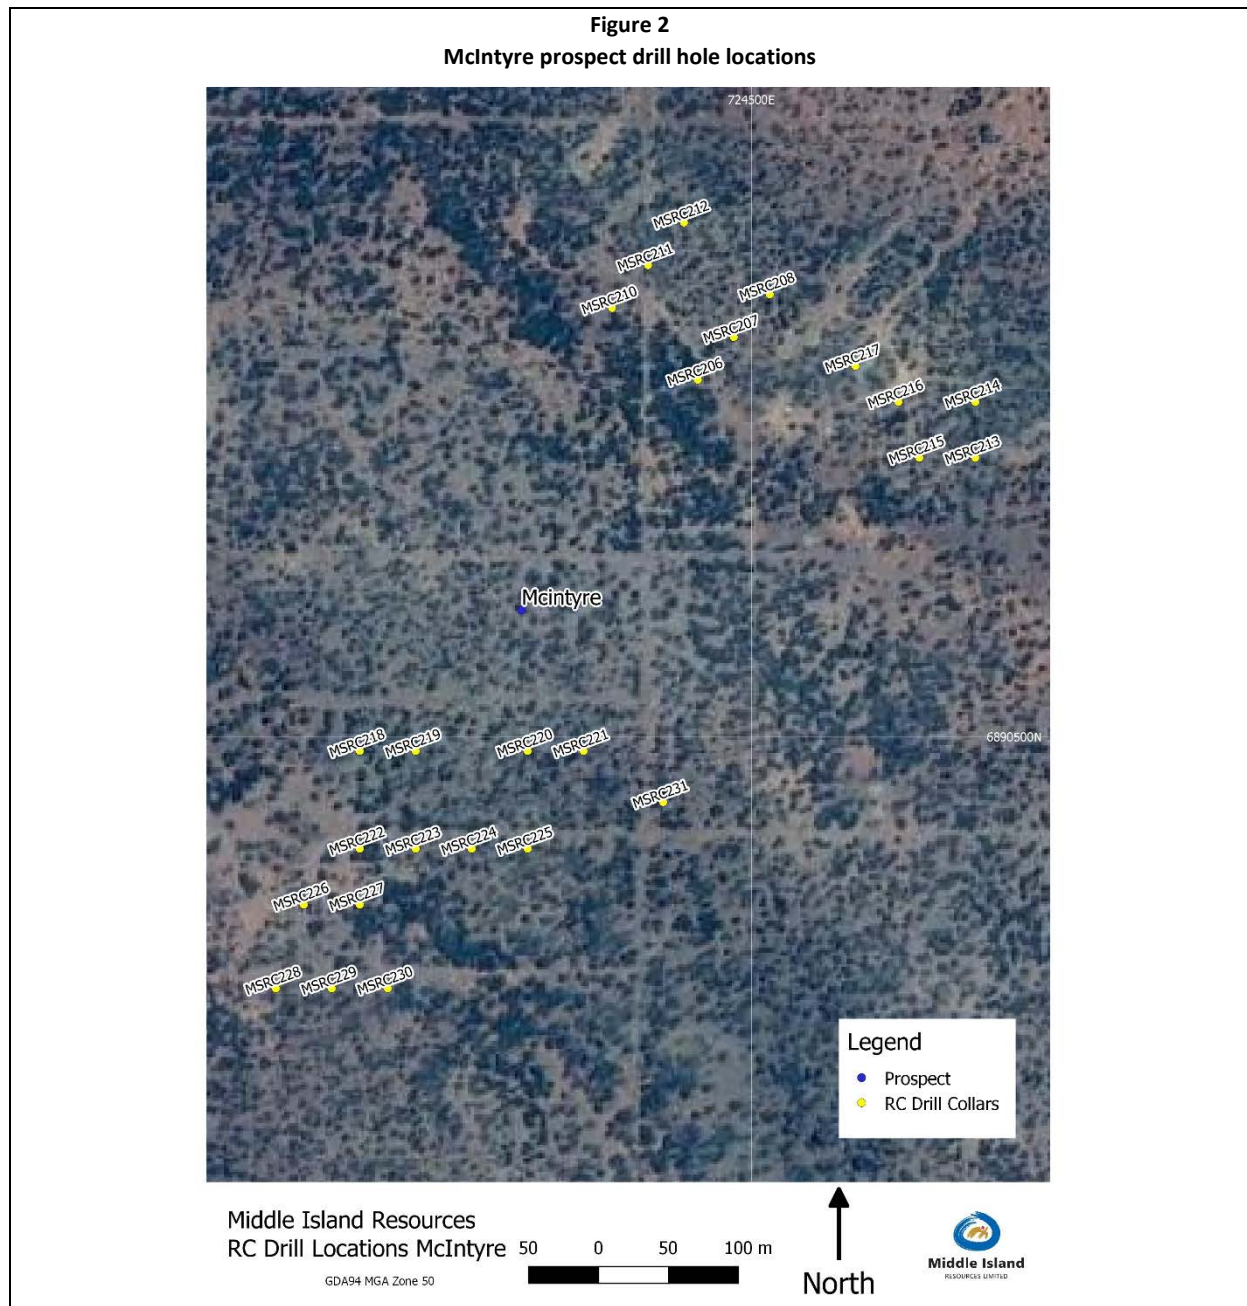 Figure 2
McIntyre prospect drill hole locations
724500E
MSRC212
MSRC211
MSRC208
MSRC210
MSRC207
MSRC217
MSRC206
MSRC216
MSRC214
MSRC215
MSRC213
Mcintyre
6890500N
MSRC218
MSRC219
MSRC220
MSRC221
MSRC231
MSRC222
MSRC223
MSRC224
MSRC225
MSRC226
MSRC227
MSRC228
MSRC229
MSRC230
Legend
Prospect
RC Drill Collars
Middle Island Resources
RC Drill Locations McIntyre
GDA94 MGA Zone 50
50 0 50 100 m
North
Middle Island
RESOURCES LIMITED